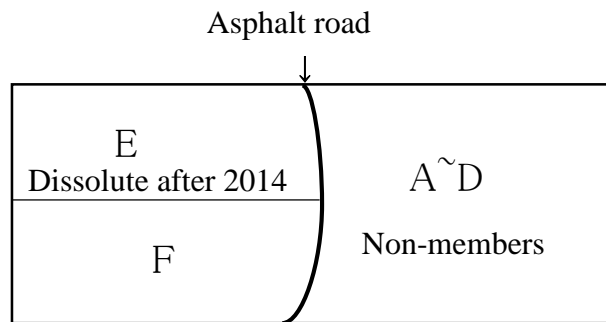 Asphalt road
E
Dissolute after 2014
A~D
Non-members
F